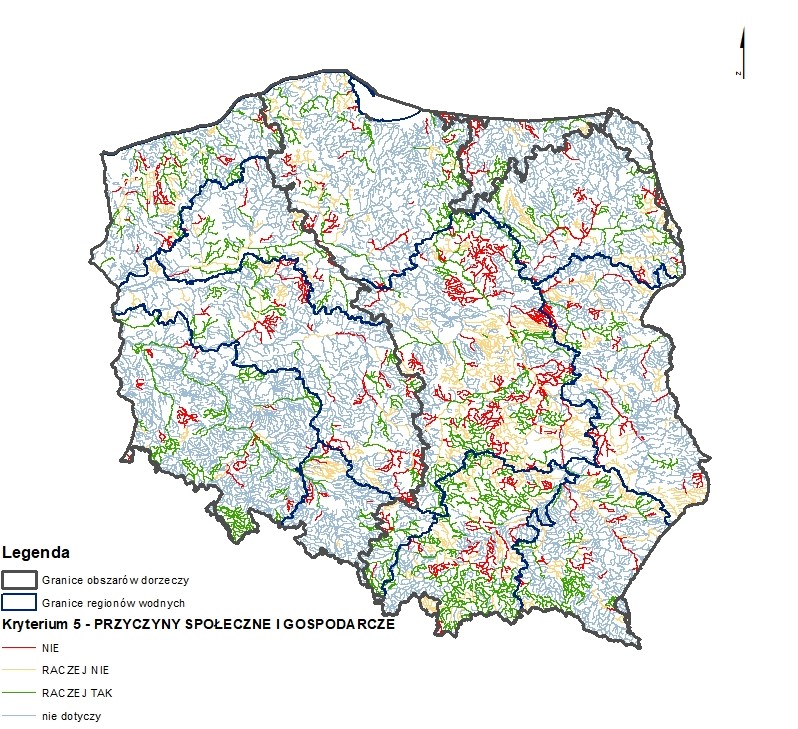 N
Legenda
Granice obszarów dorzeczy
Granice regionów wodnych
Kryterium 5 - PRZYCZYNY SPOŁECZNE I GOSPODARCZE
NIE
RACZEJ NIE
RACZEJ TAK
nie dotyczy